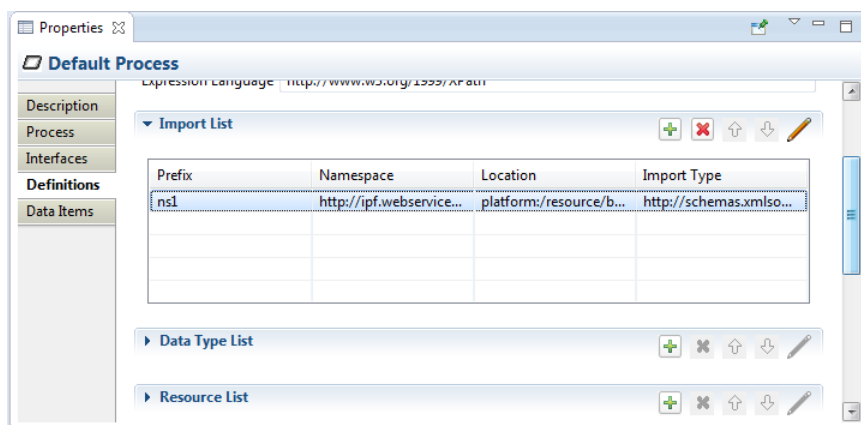 Properties
Default Process
Expression Language http://www.w3.org/1999/XPath
Description
Process
Interfaces
Definitions
Data Items
Import List
Prefix Namespace Location Import Type
ns1 http://ipf.webservice... platform:/resource/b... http://schemas.xmlso...
Data Type List
Resource List